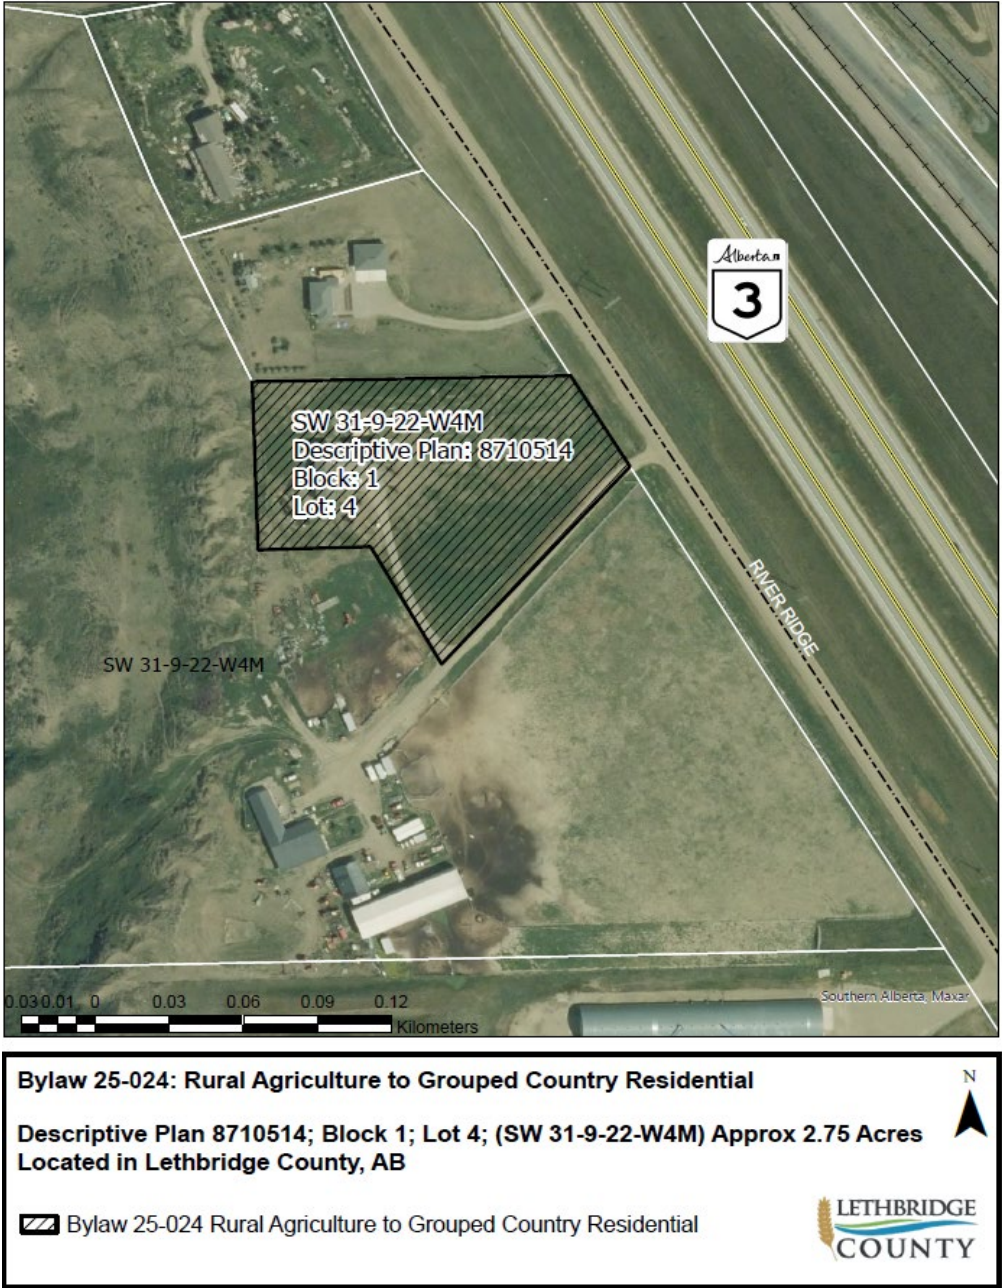 Alberta
3
SW 31-9-22-W4M
Descriptive Plan: 8710514
Block: 1
Lot: 4
RIVER RIDGE
SW 31-9-22-W4M
0.03 0.01 0 0.03 0.06 0.09 0.12
Kilometers
Southern Alberta, Maxar
Bylaw 25-024: Rural Agriculture to Grouped Country Residential
N
Descriptive Plan 8710514; Block 1; Lot 4; (SW 31-9-22-W4M) Approx 2.75 Acres
Located in Lethbridge County, AB
Bylaw 25-024 Rural Agriculture to Grouped Country Residential
LETHBRIDGE
COUNTY